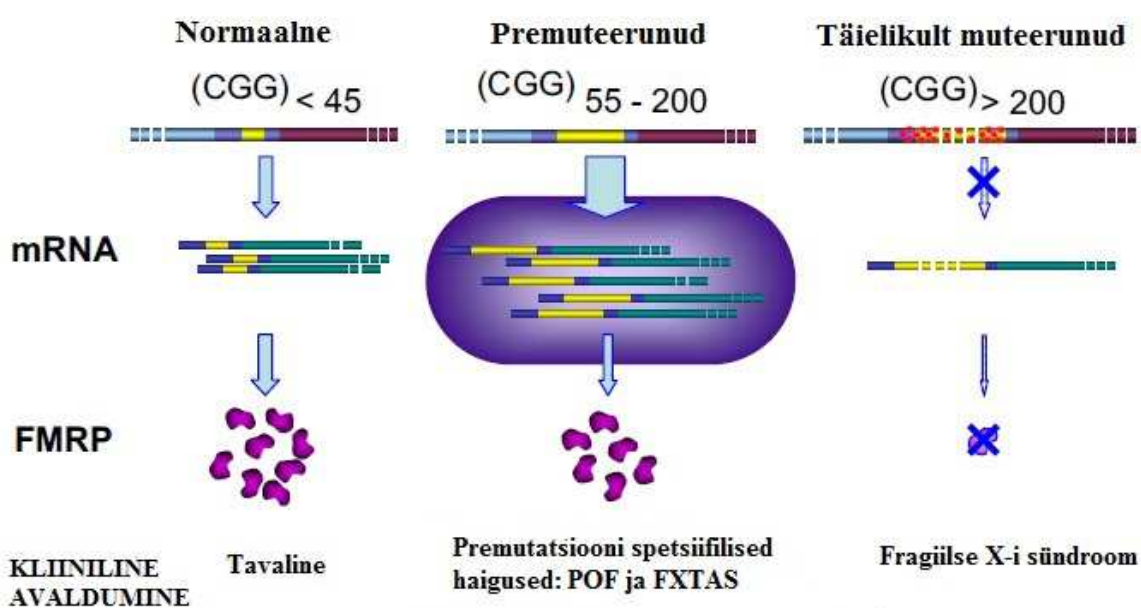 Normaalne
Premuteerunud
Täielikult muteerunud
(CGG) < 45
(CGG) 55 - 200
(CGG) > 200
mRNA
FMRP
KLIINILINE
AVALDUMINE
Tavaline
Premutatsiooni spetsiifilised
haigused: POF ja FXTAS
Fragiilse X-i sündroom